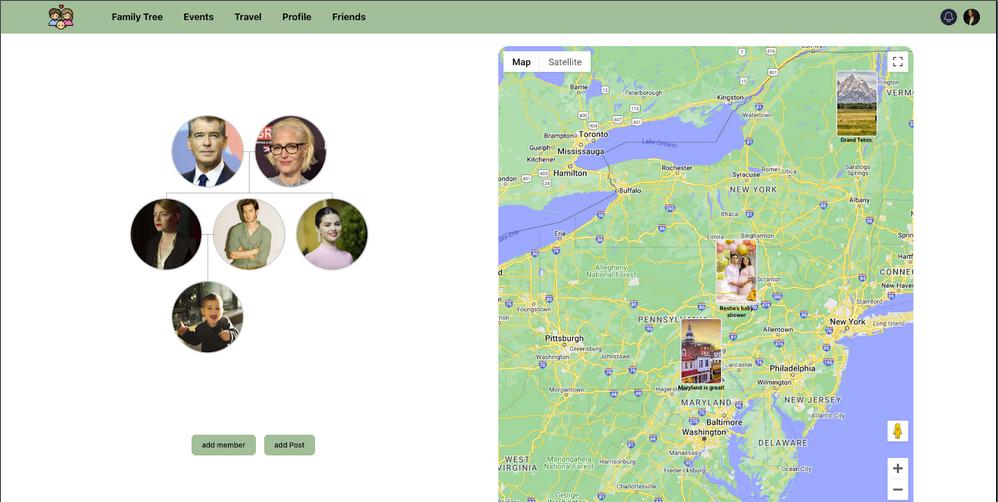 Family Tree Events Travel Profile Friends
Map Satellite
Barrie
Peterborough
Kingston
Watertown
VERM
Grand Teton
Brampton
Toronto
Mississauga
Guelph
Kitchener
Hamilton
Lake Ontario
Rochester
Syracuse
Rome
Utica
Saratoga
Springs
Buffalo
NEW YORK
Albany
Ithaca
Erie
Elmira
Binghamton
Allegheny
National Forest
Scranton
CONNEC
Hartf
New Haven
Stamford
Bestie's baby
shower
Youngstown
PENNSYLVANIA
New York
Long Island
Allentown
Pittsburgh
Greensburg
Washington
Johnstown
Lancaster
Philadelphia
Wilmington
Morgantown
Hagers
Maryland is great!
MARYLAND
NEW JERSEY
Atlantic City
Baltimore
Washington
Manassas
DELAWARE
WEST
VIRGINIA
Monongahela
National Forest
Harrisonburg
Fredericksburg
Ocean City
Charlottesville
George
add member
add Post